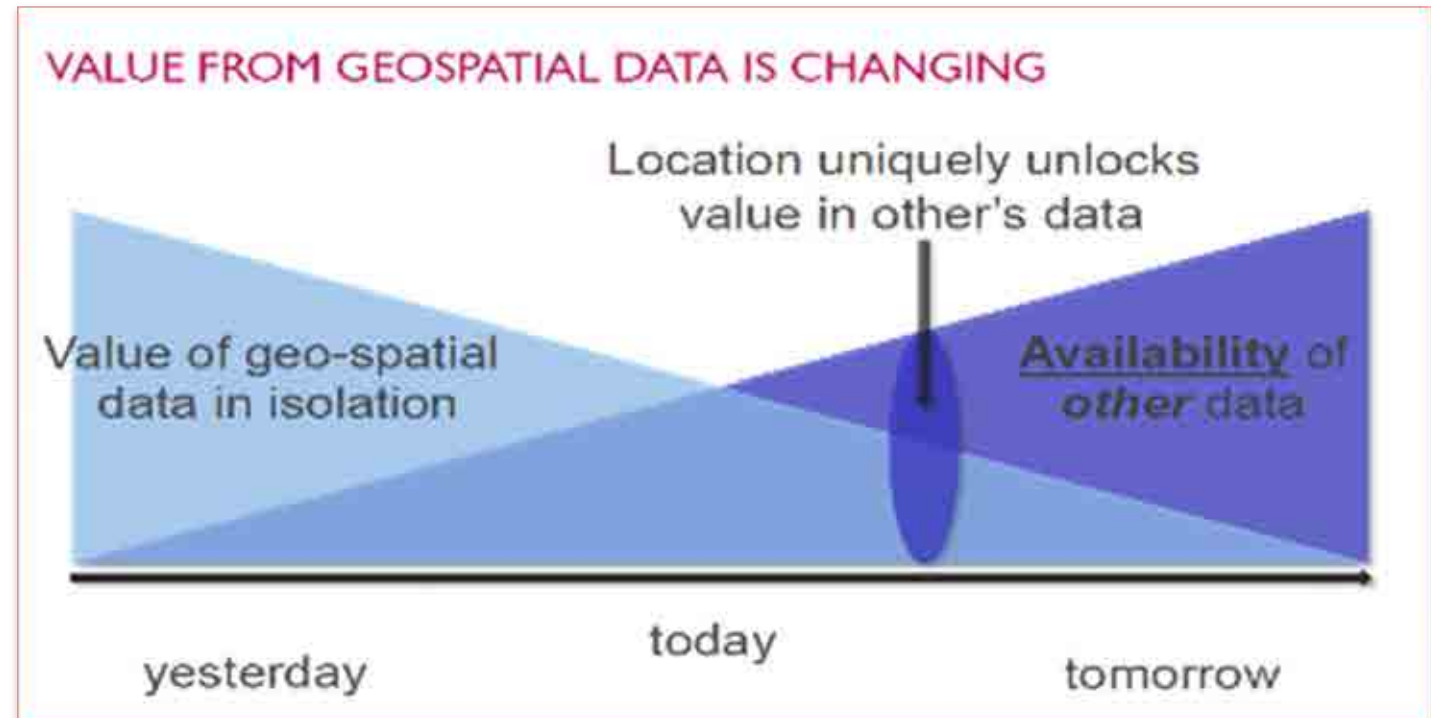 VALUE FROM GEOSPATIAL DATA IS CHANGING
Location uniquely unlocks
value in other's data
Value of geo-spatial
data in isolation
Availability of
other data
yesterday
today
tomorrow